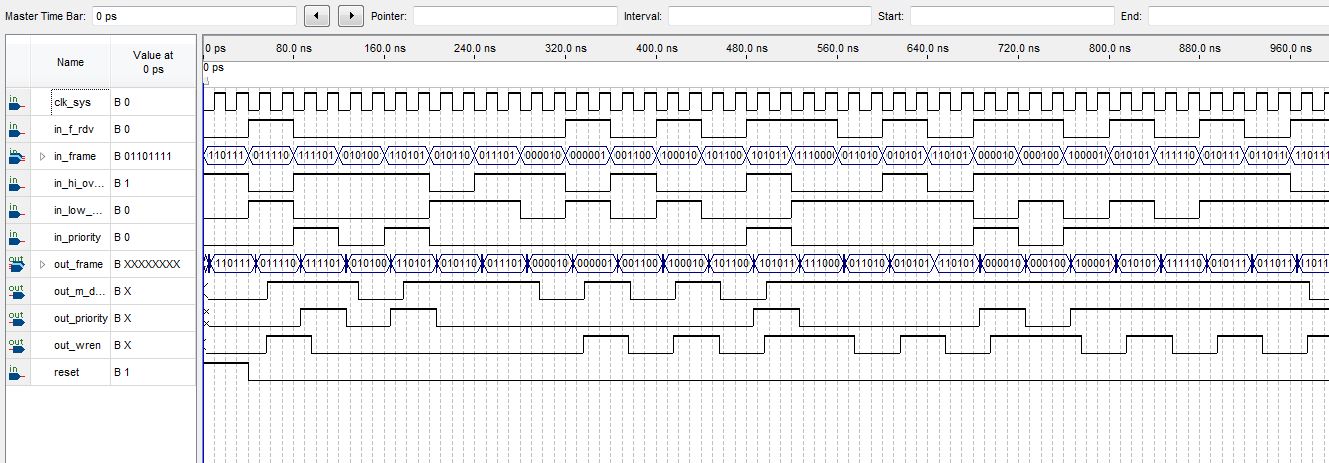 Master Time Bar: 0 ps Pointer: Interval: Start: End:
Name Value at 0 ps
0 ps 80.0 ns 160.0 ns 240.0 ns 320.0 ns 400.0 ns 480.0 ns 560.0 ns 640.0 ns 720.0 ns 800.0 ns 880.0 ns 960.0 ns
0 ps
in clk_sys B 0
in in_f_rdv B 0
in in_frame B 01101111 110111 011110 111101 010100 110101 010110 011101 000010 000001 001100 100010 101100 101011 111000 011010 010101 110101 000010 000100 100001 010101 111110 010111 011011 110111
in in_hi_ov... B 1
in in_low_... B 0
in in_priority B 0
out out_frame B XXXXXXXX 110111 011110 111101 010100 110101 010110 011101 000010 000001 001100 100010 101100 101011 111000 011010 010101 110101 000010 000100 100001 010101 111110 010111 011011 1011
out out_m_d... B X
out out_priority B X
out out_wren B X
in reset B 1